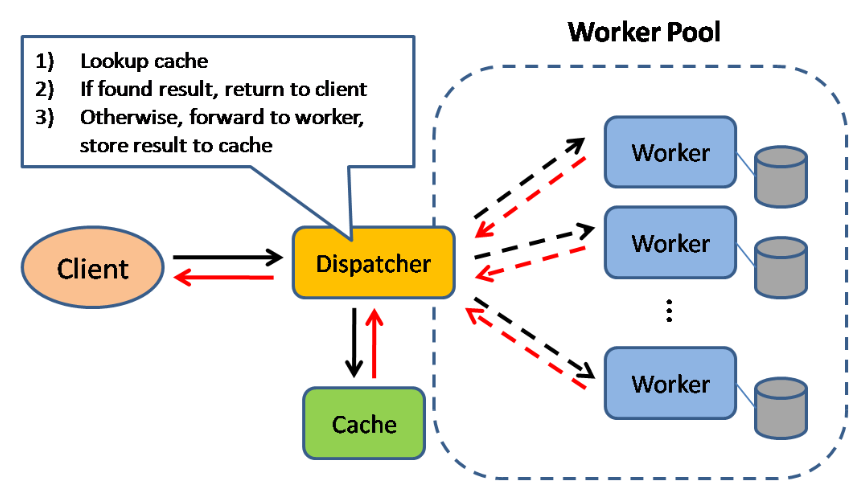 Worker Pool
1) Lookup cache
2) If found result, return to client
3) Otherwise, forward to worker,
store result to cache
Worker
Worker
Client
Dispatcher
...
Worker
Cache